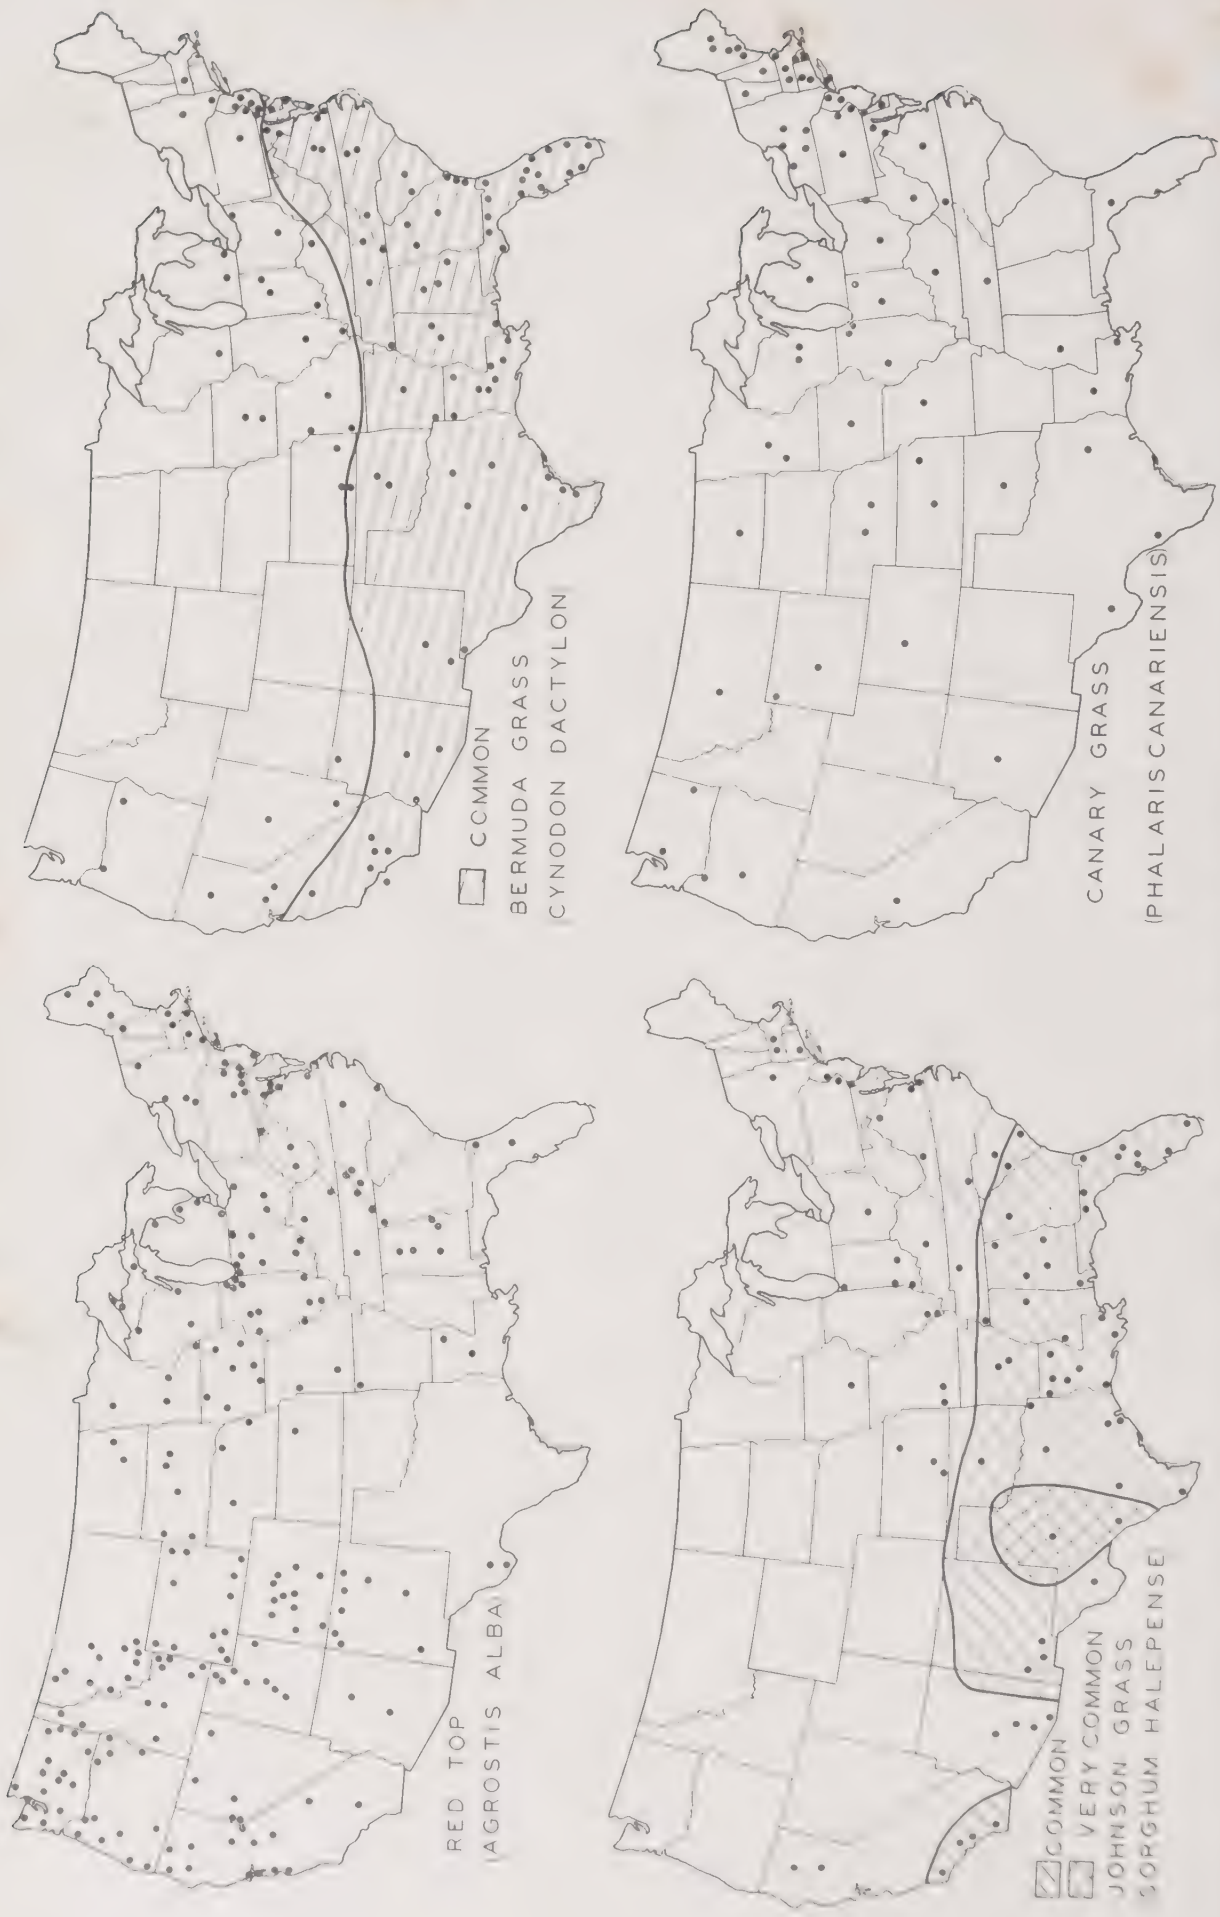 RED TOP
(AGROSTIS ALBA)
COMMON
BERMUDA GRASS
(CYNODON DACTYLON)
COMMON
VERY COMMON
JOHNSON GRASS
SORGHUM HALEPENSE)
CANARY GRASS
(PHALARIS CANARIENSIS)